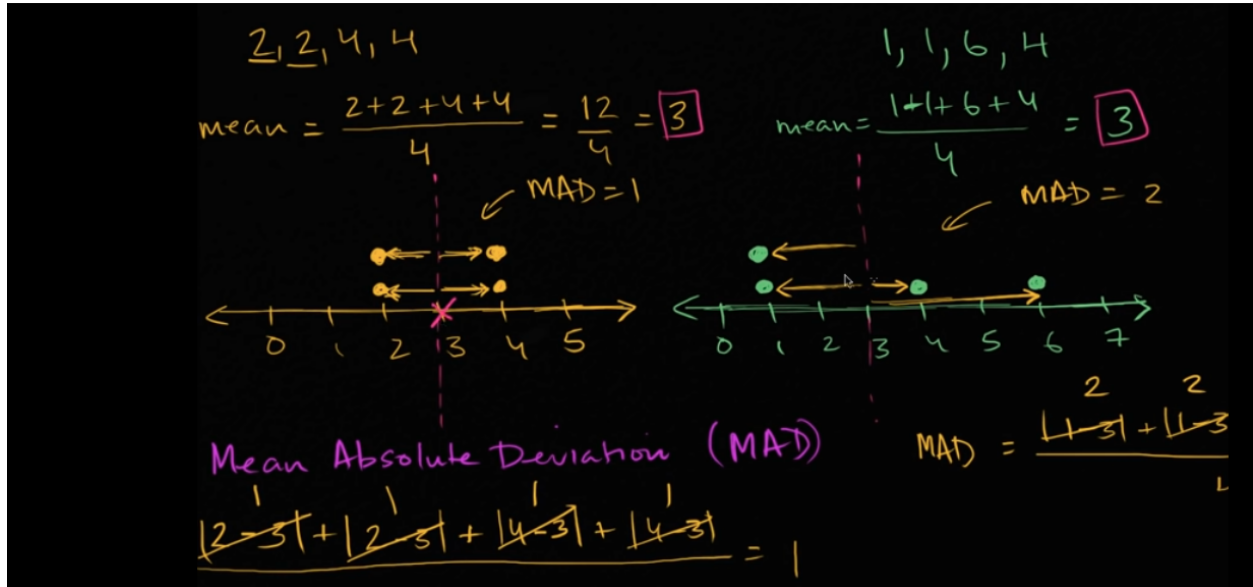 2, 2, 4, 4
mean = 2+2+4+4 / 4 = 12 / 4 = 3
MAD = 1
0 1 2 3 4 5
1, 1, 6, 4
mean = 1+1+6+4 / 4 = 3
MAD = 2
0 1 2 3 4 5 6 7
Mean Absolute Deviation (MAD)
1 1 1 1
|2-3| + |2-3| + |4-3| + |4-3| = 1
2 2
MAD = |1-3| + |1-3